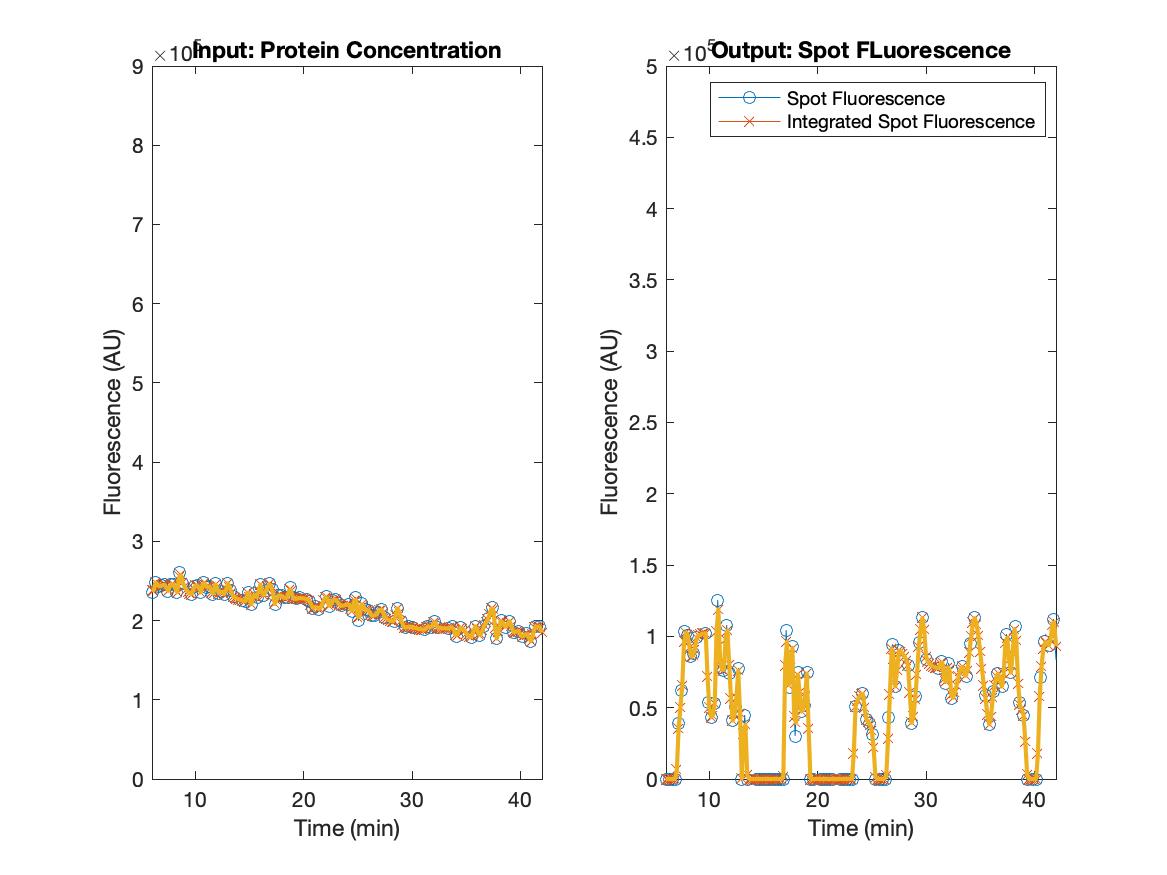 ×10⁵
Input: Protein Concentration
9
8
7
6
5
4
3
2
1
0
Fluorescence (AU)
10 20 30 40
Time (min)
×10⁵
Output: Spot FLuorescence
Spot Fluorescence
Integrated Spot Fluorescence
5
4.5
4
3.5
3
2.5
2
1.5
1
0.5
0
Fluorescence (AU)
10 20 30 40
Time (min)